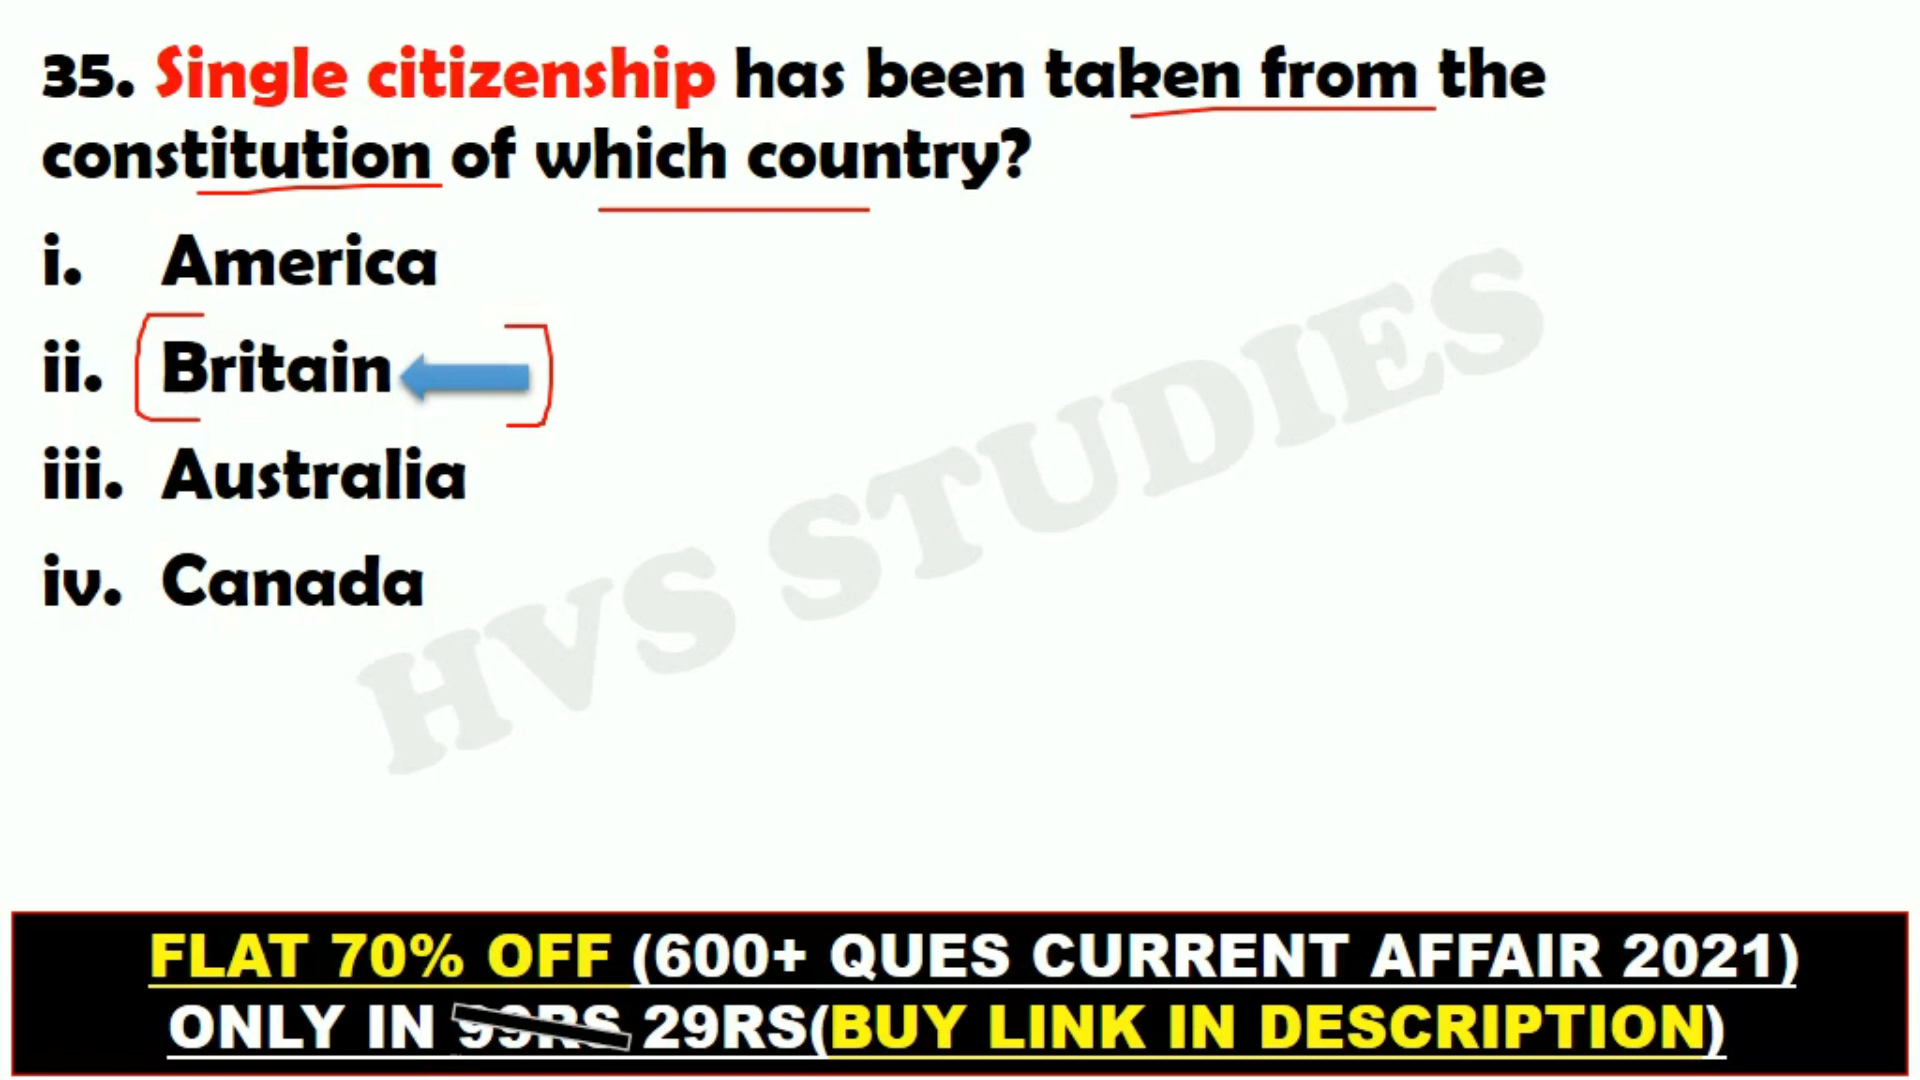 35. Single citizenship has been taken from the
constitution of which country?
i. America
ii. Britain
iii. Australia
iv. Canada
HVS STUDIES
FLAT 70% OFF (600+ QUES CURRENT AFFAIR 2021)
ONLY IN 99RS 29RS(BUY LINK IN DESCRIPTION)